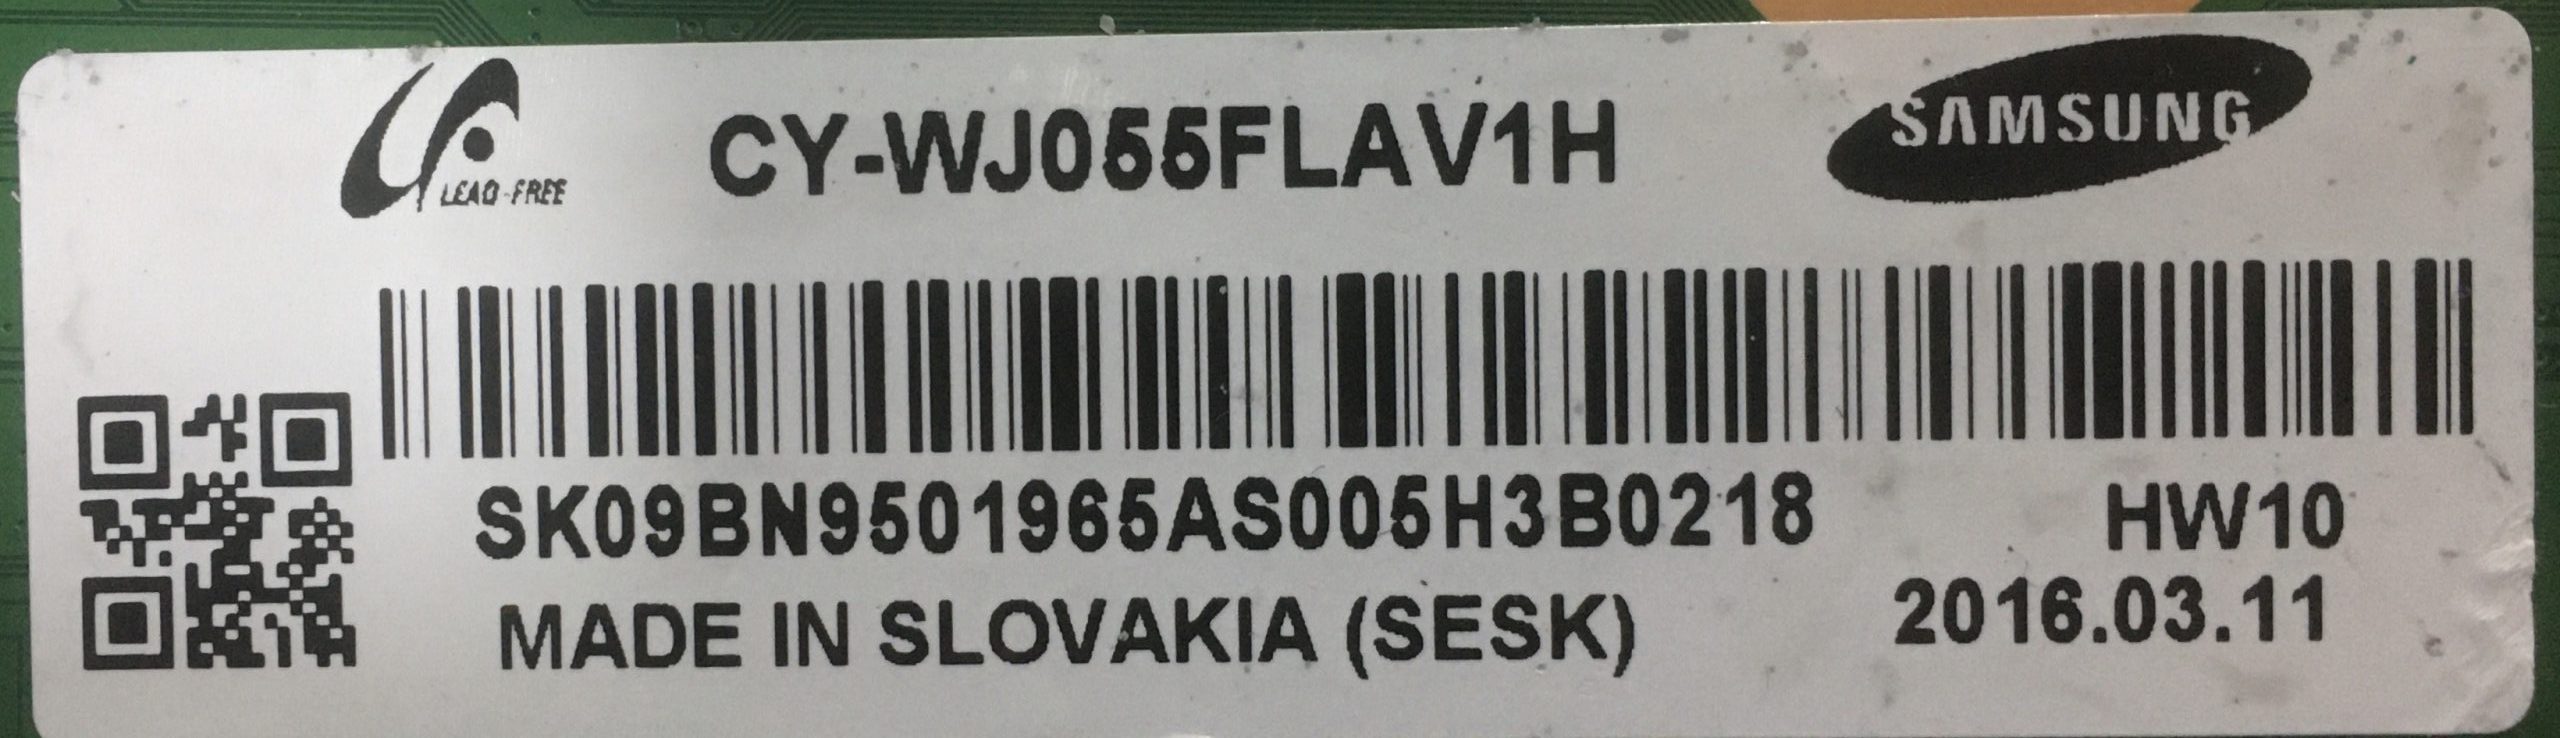 LEAD-FREE
CY-WJ055FLAV1H
SAMSUNG
SK09BN9501965AS005H3B0218
HW10
MADE IN SLOVAKIA (SESK)
2016.03.11